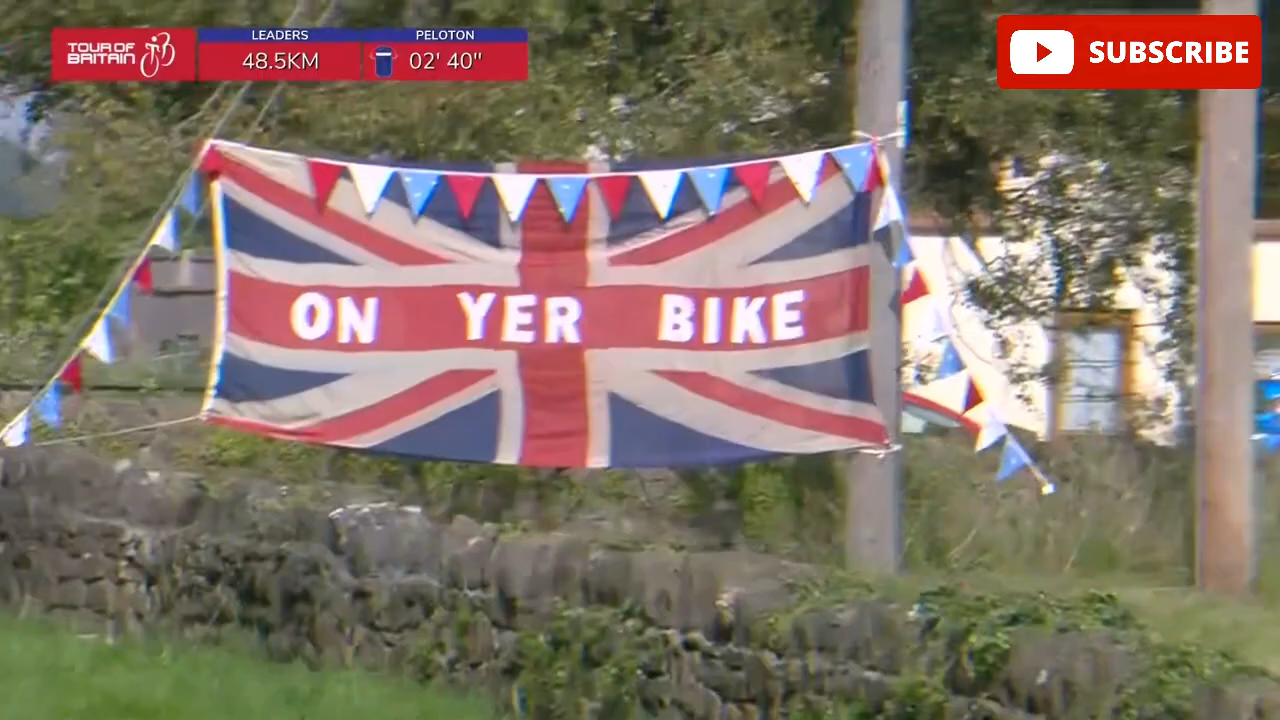 TOUR OF
BRITAIN
LEADERS
48.5KM
PELOTON
02' 40"
SUBSCRIBE
ON YER BIKE